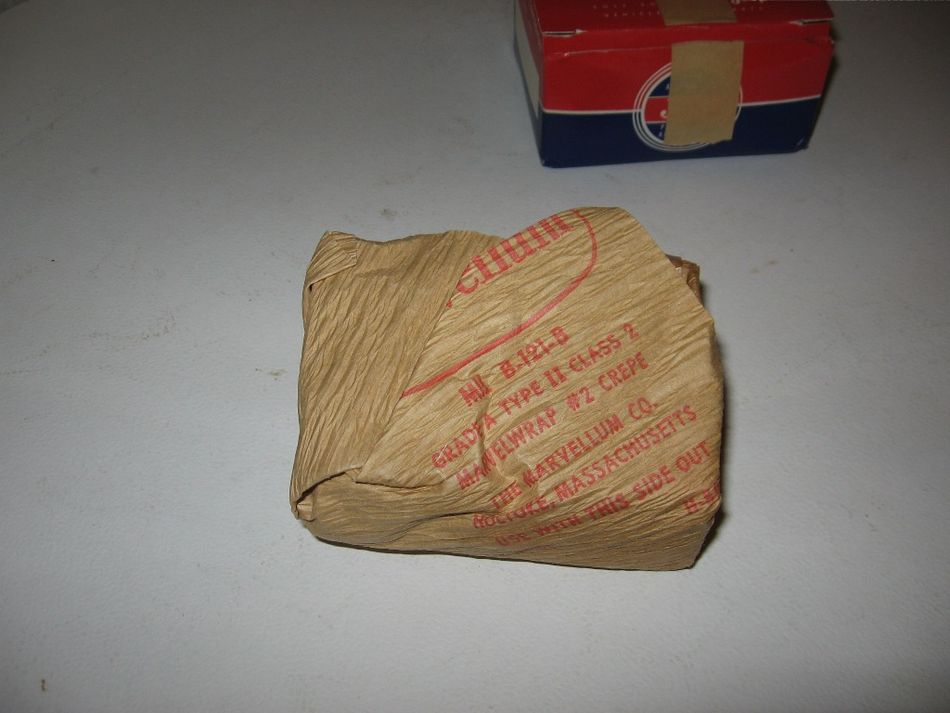 MIL B-121-B
GRADE A TYPE II CLASS 2
MARVELWRAP #2 CREPE
THE MARVELLUM CO.
HOLYOKE, MASSACHUSETTS
USE WITH THIS SIDE OUT